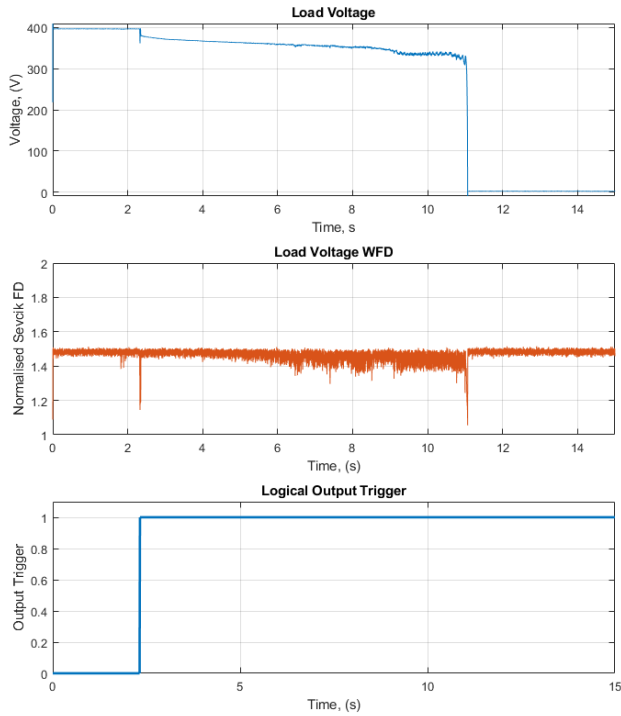 Load Voltage
400
300
200
100
0
Voltage, (V)
0 2 4 6 8 10 12 14
Time, s
Load Voltage WFD
2
1.8
1.6
1.4
1.2
1
Normalised Sevcik FD
0 2 4 6 8 10 12 14
Time, (s)
Logical Output Trigger
1
0.8
0.6
0.4
0.2
0
Output Trigger
0 5 10 15
Time, (s)